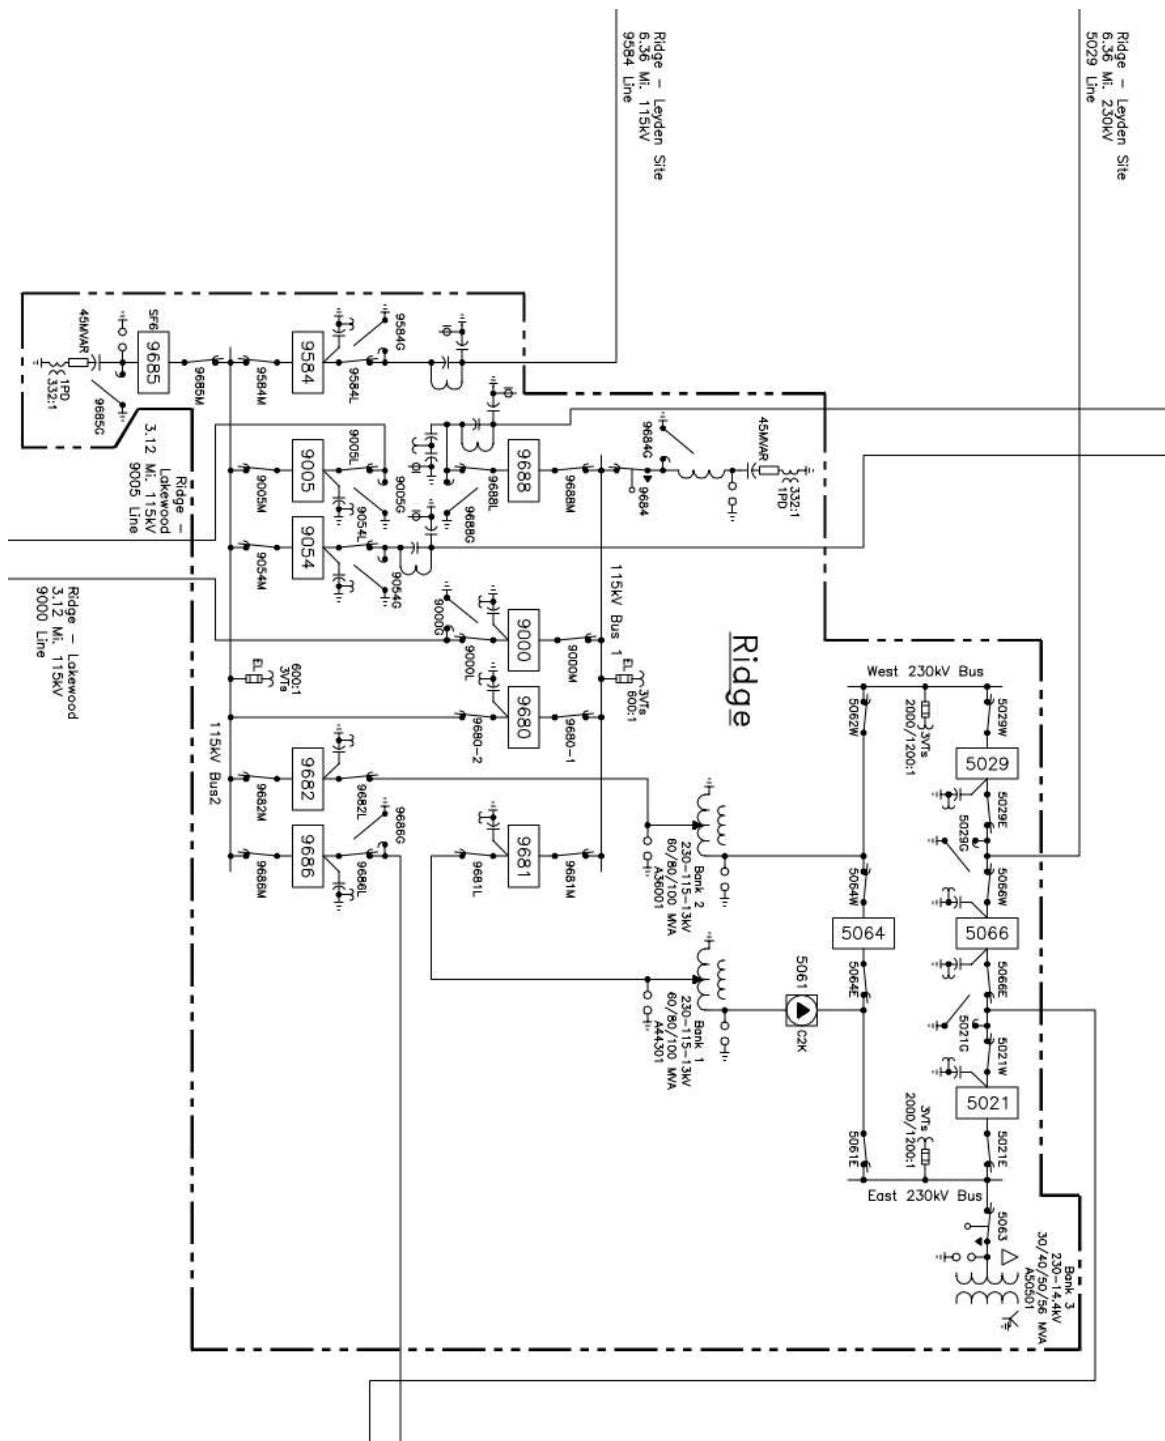 Ridge – Leyden Site
6.36 Mi. 115kV
9584 Line
Ridge – Leyden Site
6.36 Mi. 230kV
5029 Line
45MVAR
1PD
332:1
SF6
9685
9685G
9685M
9584M
9584
9584L
9584G
1Φ
1Φ
1Φ
1Φ
Ridge –
Lakewood
3.12 Mi. 115kV
9005 Line
9005M
9005
9005L
9005G
9688L
9688G
9688
9688M
9684G
9684
45MVAR
332:1
1PD
9054M
9054
9054L
9054G
Ridge – Lakewood
3.12 Mi. 115kV
9000 Line
9000G
9000L
9000
9000M
115kV Bus 1
EL
600:1
3VTs
EL
3VTs
600:1
9680-2
9680
9680-1
115kV Bus2
9682M
9682
9682L
9686M
9686
9686L
9686G
9681L
9681
9681M
Ridge
Bank 2
230-115-13kV
60/80/100 MVA
A36001
Bank 1
230-115-13kV
60/80/100 MVA
A44301
5061
C2K
West 230kV Bus
5062W
3VTs
2000/1200:1
5029W
5029
5029E
5029G
5064W
5064
5064E
5066W
5066
5066E
5021G
5021W
5021
5021E
5061E
3VTs
2000/1200:1
East 230kV Bus
5063
Bank 3
230-14.4kV
30/40/50/56 MVA
A50501